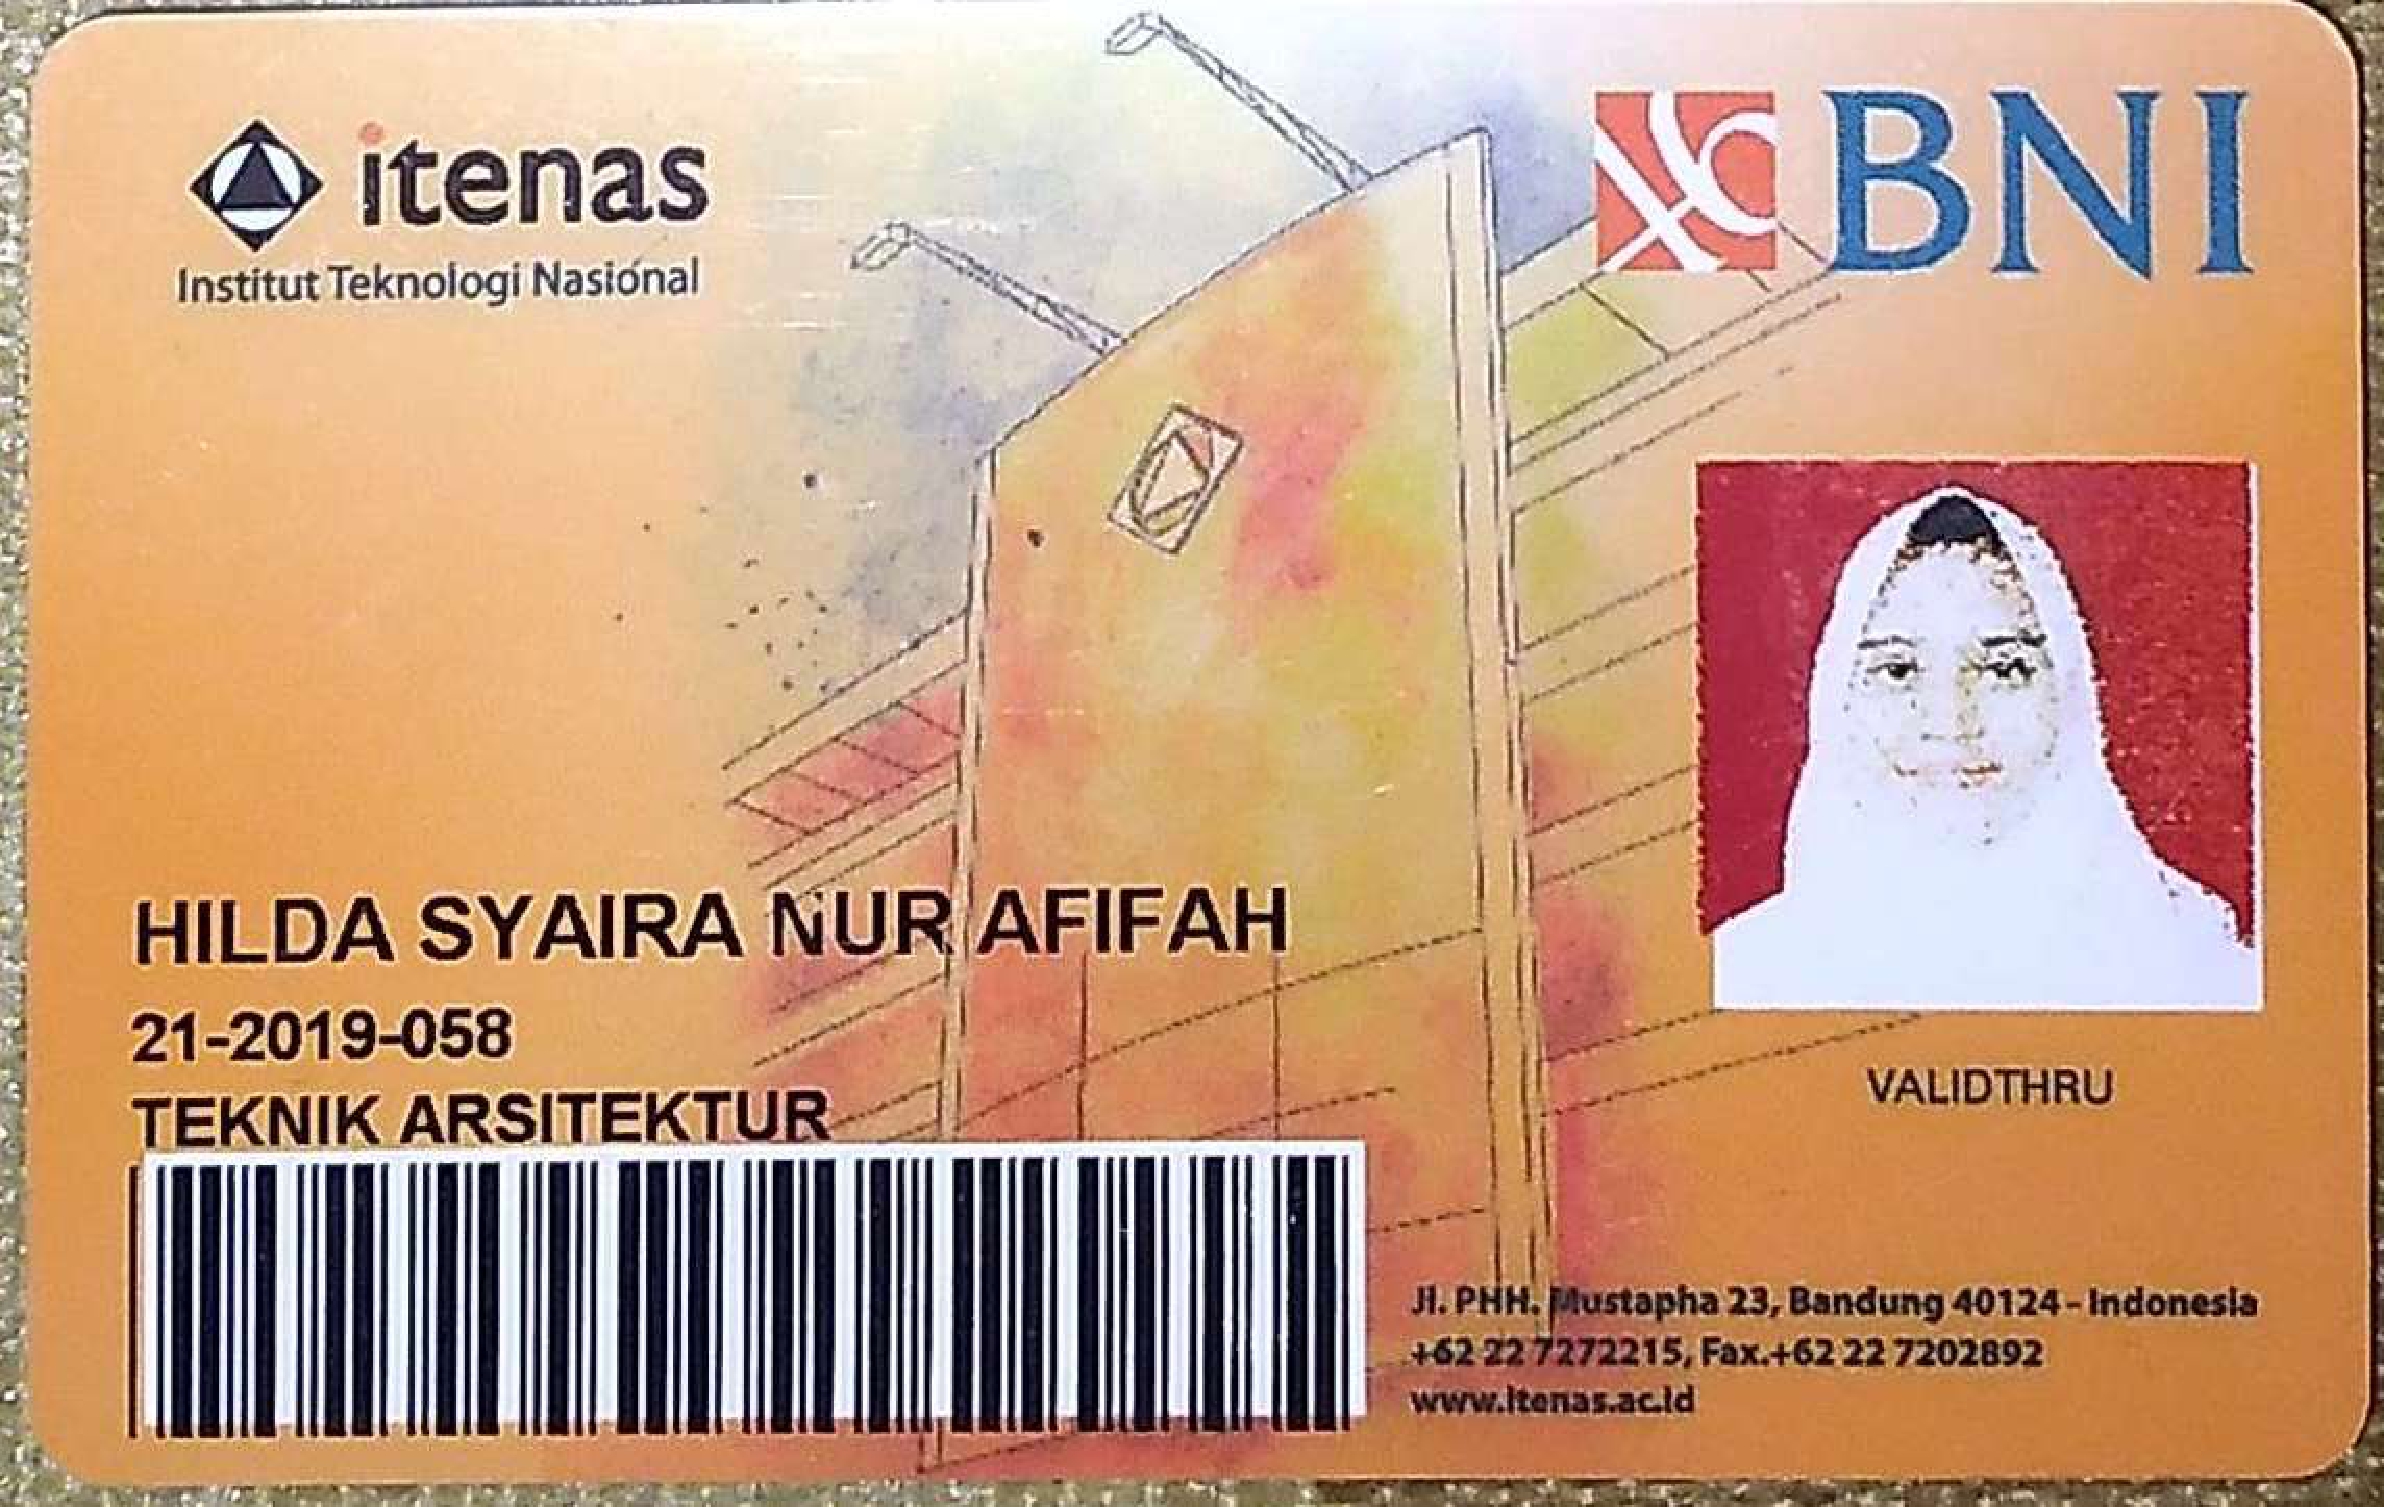 itenas
Institut Teknologi Nasional
BNI
HILDA SYAIRA NUR AFIFAH
21-2019-058
TEKNIK ARSITEKTUR
VALIDTHRU
Jl. PHH. Mustapha 23, Bandung 40124 - Indonesia
+62 22 7272215, Fax.+62 22 7202892
www.itenas.ac.id